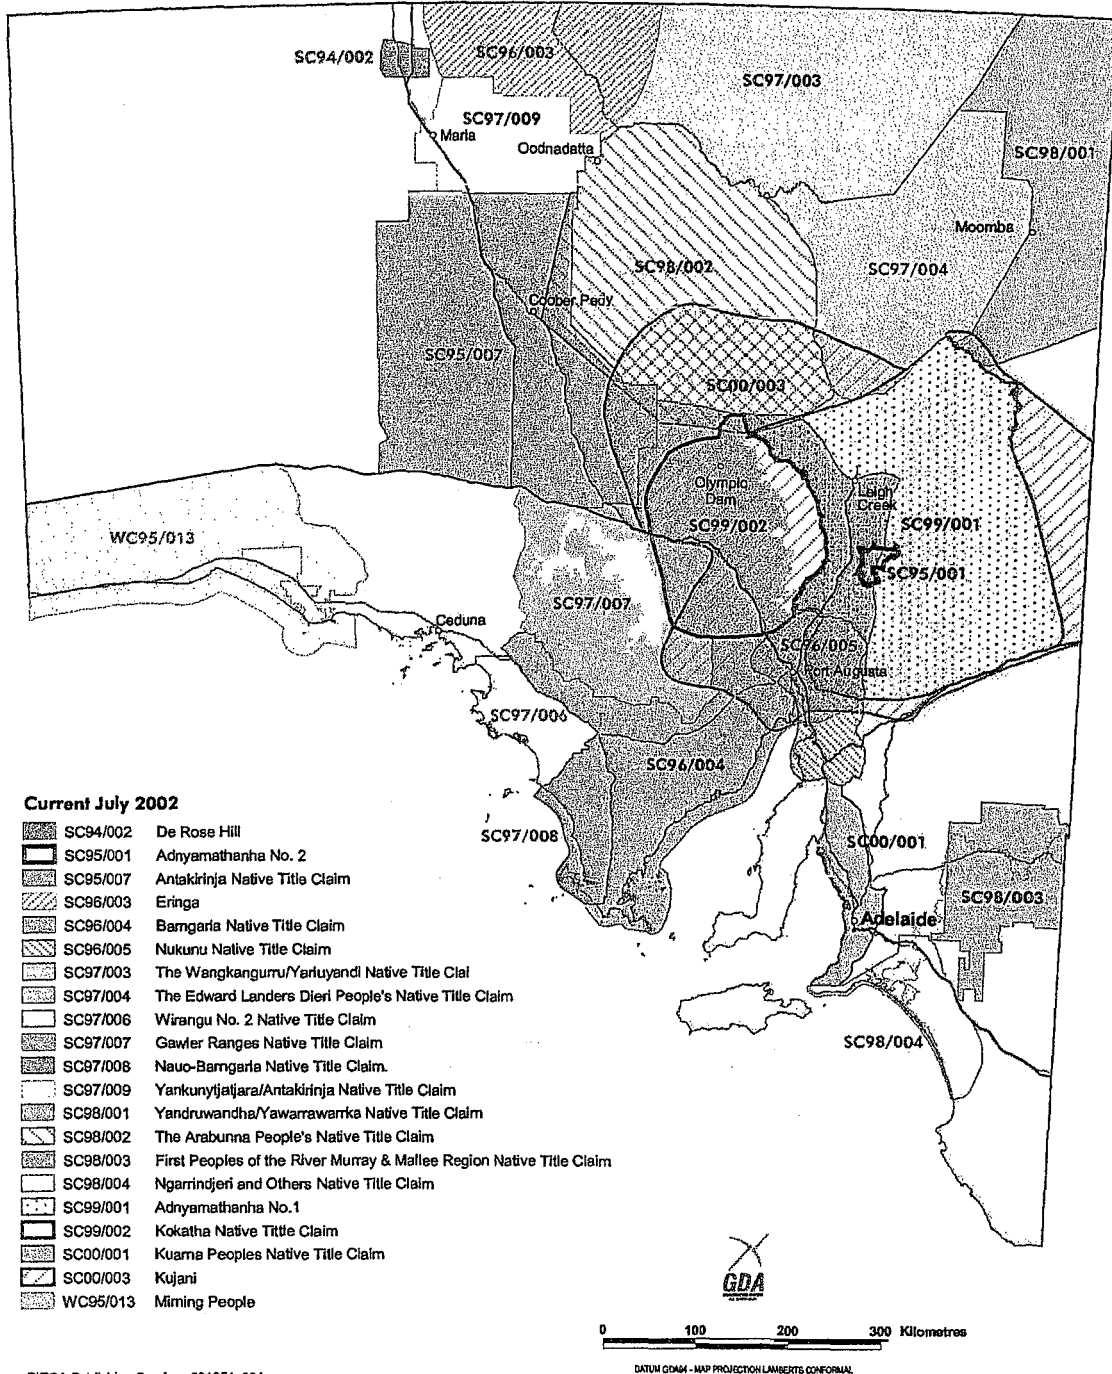 SC94/002
SC96/003
SC97/003
SC97/009
Marla
Oodnadatta
SC98/001
Moomba
SC98/002
SC97/004
Coober Pedy
SC95/007
SC00/003
Olympic
Dam
Leigh
Creek
SC99/002
SC99/001
WC95/013
SC95/001
SC97/007
Ceduna
SC96/005
Port Augusta
SC97/006
SC96/004
SC97/008
SC00/001
SC98/003
Adelaide
SC98/004
Current July 2002
SC94/002 De Rose Hill
SC95/001 Adnyamathanha No. 2
SC95/007 Antakirinja Native Title Claim
SC96/003 Eringa
SC96/004 Barngarla Native Title Claim
SC96/005 Nukunu Native Title Claim
SC97/003 The Wangkangurru/Yarluyandi Native Title Clai
SC97/004 The Edward Landers Dieri People's Native Title Claim
SC97/006 Wirangu No. 2 Native Title Claim
SC97/007 Gawler Ranges Native Title Claim
SC97/008 Nauo-Barngarla Native Title Claim.
SC97/009 Yankunytjatjara/Antakirinja Native Title Claim
SC98/001 Yandruwandha/Yawarrawarrka Native Title Claim
SC98/002 The Arabunna People's Native Title Claim
SC98/003 First Peoples of the River Murray & Mallee Region Native Title Claim
SC98/004 Ngarrindjeri and Others Native Title Claim
SC99/001 Adnyamathanha No.1
SC99/002 Kokatha Native Tittle Claim
SC00/001 Kuarna Peoples Native Title Claim
SC00/003 Kujani
WC95/013 Mirning People
GDA
0 100 200 300 Kilometres
DATUM GDA94 - MAP PROJECTION LAMBERTS CONFORMAL